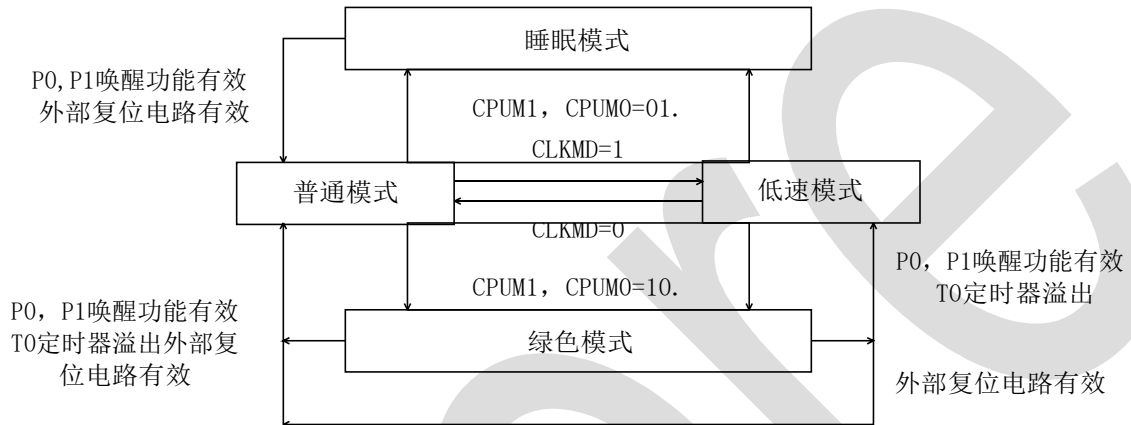 睡眠模式
P0,P1唤醒功能有效
外部复位电路有效
CPUM1, CPUM0=01.
CLKMD=1
普通模式
低速模式
CLKMD=0
P0, P1唤醒功能有效
T0定时器溢出
CPUM1, CPUM0=10.
P0, P1唤醒功能有效
T0定时器溢出外部复
位电路有效
绿色模式
外部复位电路有效